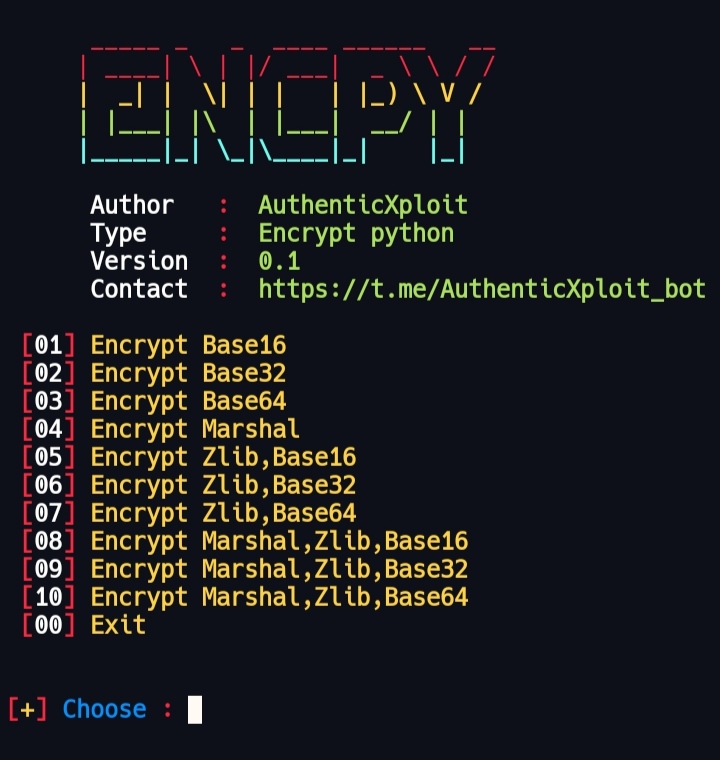 ENCPY
Author : AuthenticXploit
Type : Encrypt python
Version : 0.1
Contact : https://t.me/AuthenticXploit_bot
[01] Encrypt Base16
[02] Encrypt Base32
[03] Encrypt Base64
[04] Encrypt Marshal
[05] Encrypt Zlib,Base16
[06] Encrypt Zlib,Base32
[07] Encrypt Zlib,Base64
[08] Encrypt Marshal,Zlib,Base16
[09] Encrypt Marshal,Zlib,Base32
[10] Encrypt Marshal,Zlib,Base64
[00] Exit
[+] Choose :